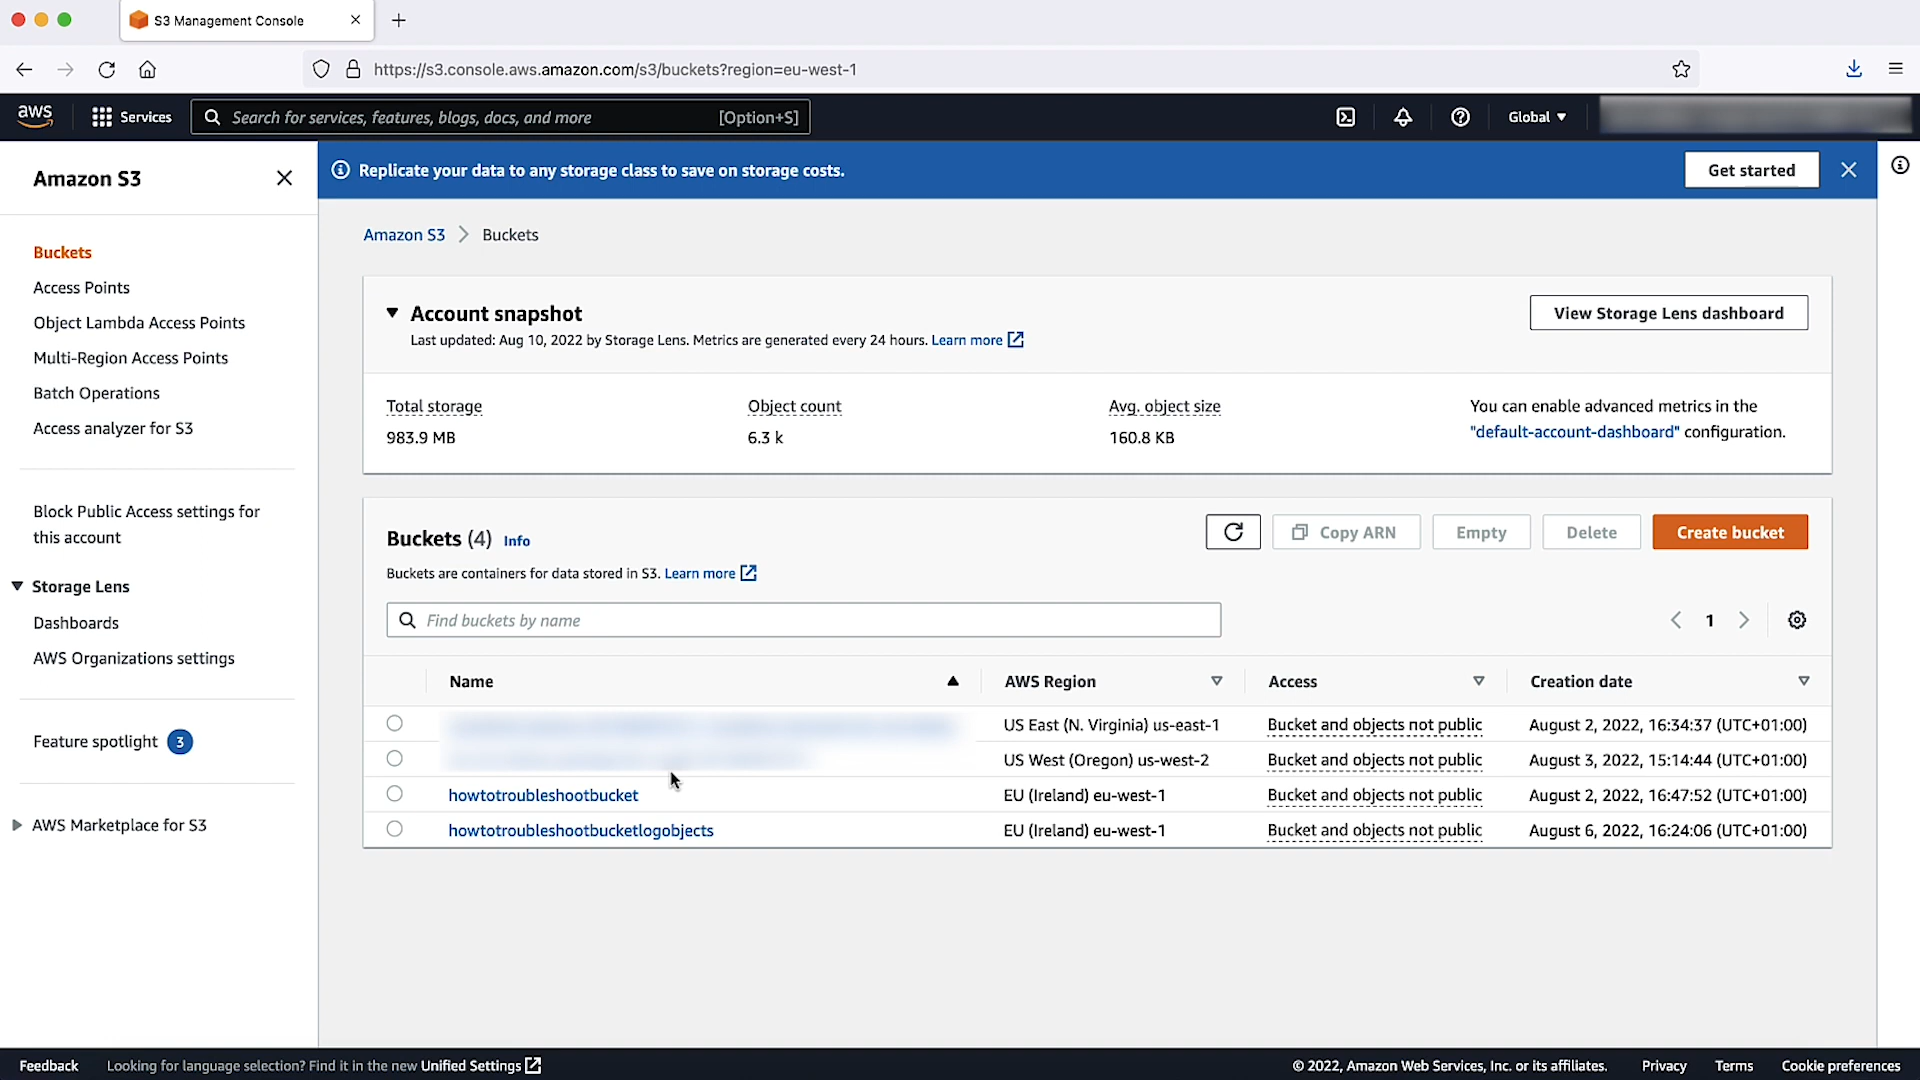 S3 Management Console
https://s3.console.aws.amazon.com/s3/buckets?region=eu-west-1
aws Services Search for services, features, blogs, docs, and more [Option+S] Global
Amazon S3
Replicate your data to any storage class to save on storage costs. Get started
Buckets
Access Points
Object Lambda Access Points
Multi-Region Access Points
Batch Operations
Access analyzer for S3
Block Public Access settings for
this account
Storage Lens
Dashboards
AWS Organizations settings
Feature spotlight 3
AWS Marketplace for S3
Amazon S3 Buckets
Account snapshot
View Storage Lens dashboard
Last updated: Aug 10, 2022 by Storage Lens. Metrics are generated every 24 hours. Learn more
Total storage Object count Avg. object size
983.9 MB 6.3 k 160.8 KB
You can enable advanced metrics in the
"default-account-dashboard" configuration.
Buckets (4) Info
Copy ARN Empty Delete Create bucket
Buckets are containers for data stored in S3. Learn more
Find buckets by name
1
Name AWS Region Access Creation date
US East (N. Virginia) us-east-1 Bucket and objects not public August 2, 2022, 16:34:37 (UTC+01:00)
US West (Oregon) us-west-2 Bucket and objects not public August 3, 2022, 15:14:44 (UTC+01:00)
howtotroubleshootbucket EU (Ireland) eu-west-1 Bucket and objects not public August 2, 2022, 16:47:52 (UTC+01:00)
howtotroubleshootbucketlogobjects EU (Ireland) eu-west-1 Bucket and objects not public August 6, 2022, 16:24:06 (UTC+01:00)
Feedback Looking for language selection? Find it in the new Unified Settings © 2022, Amazon Web Services, Inc. or its affiliates. Privacy Terms Cookie preferences